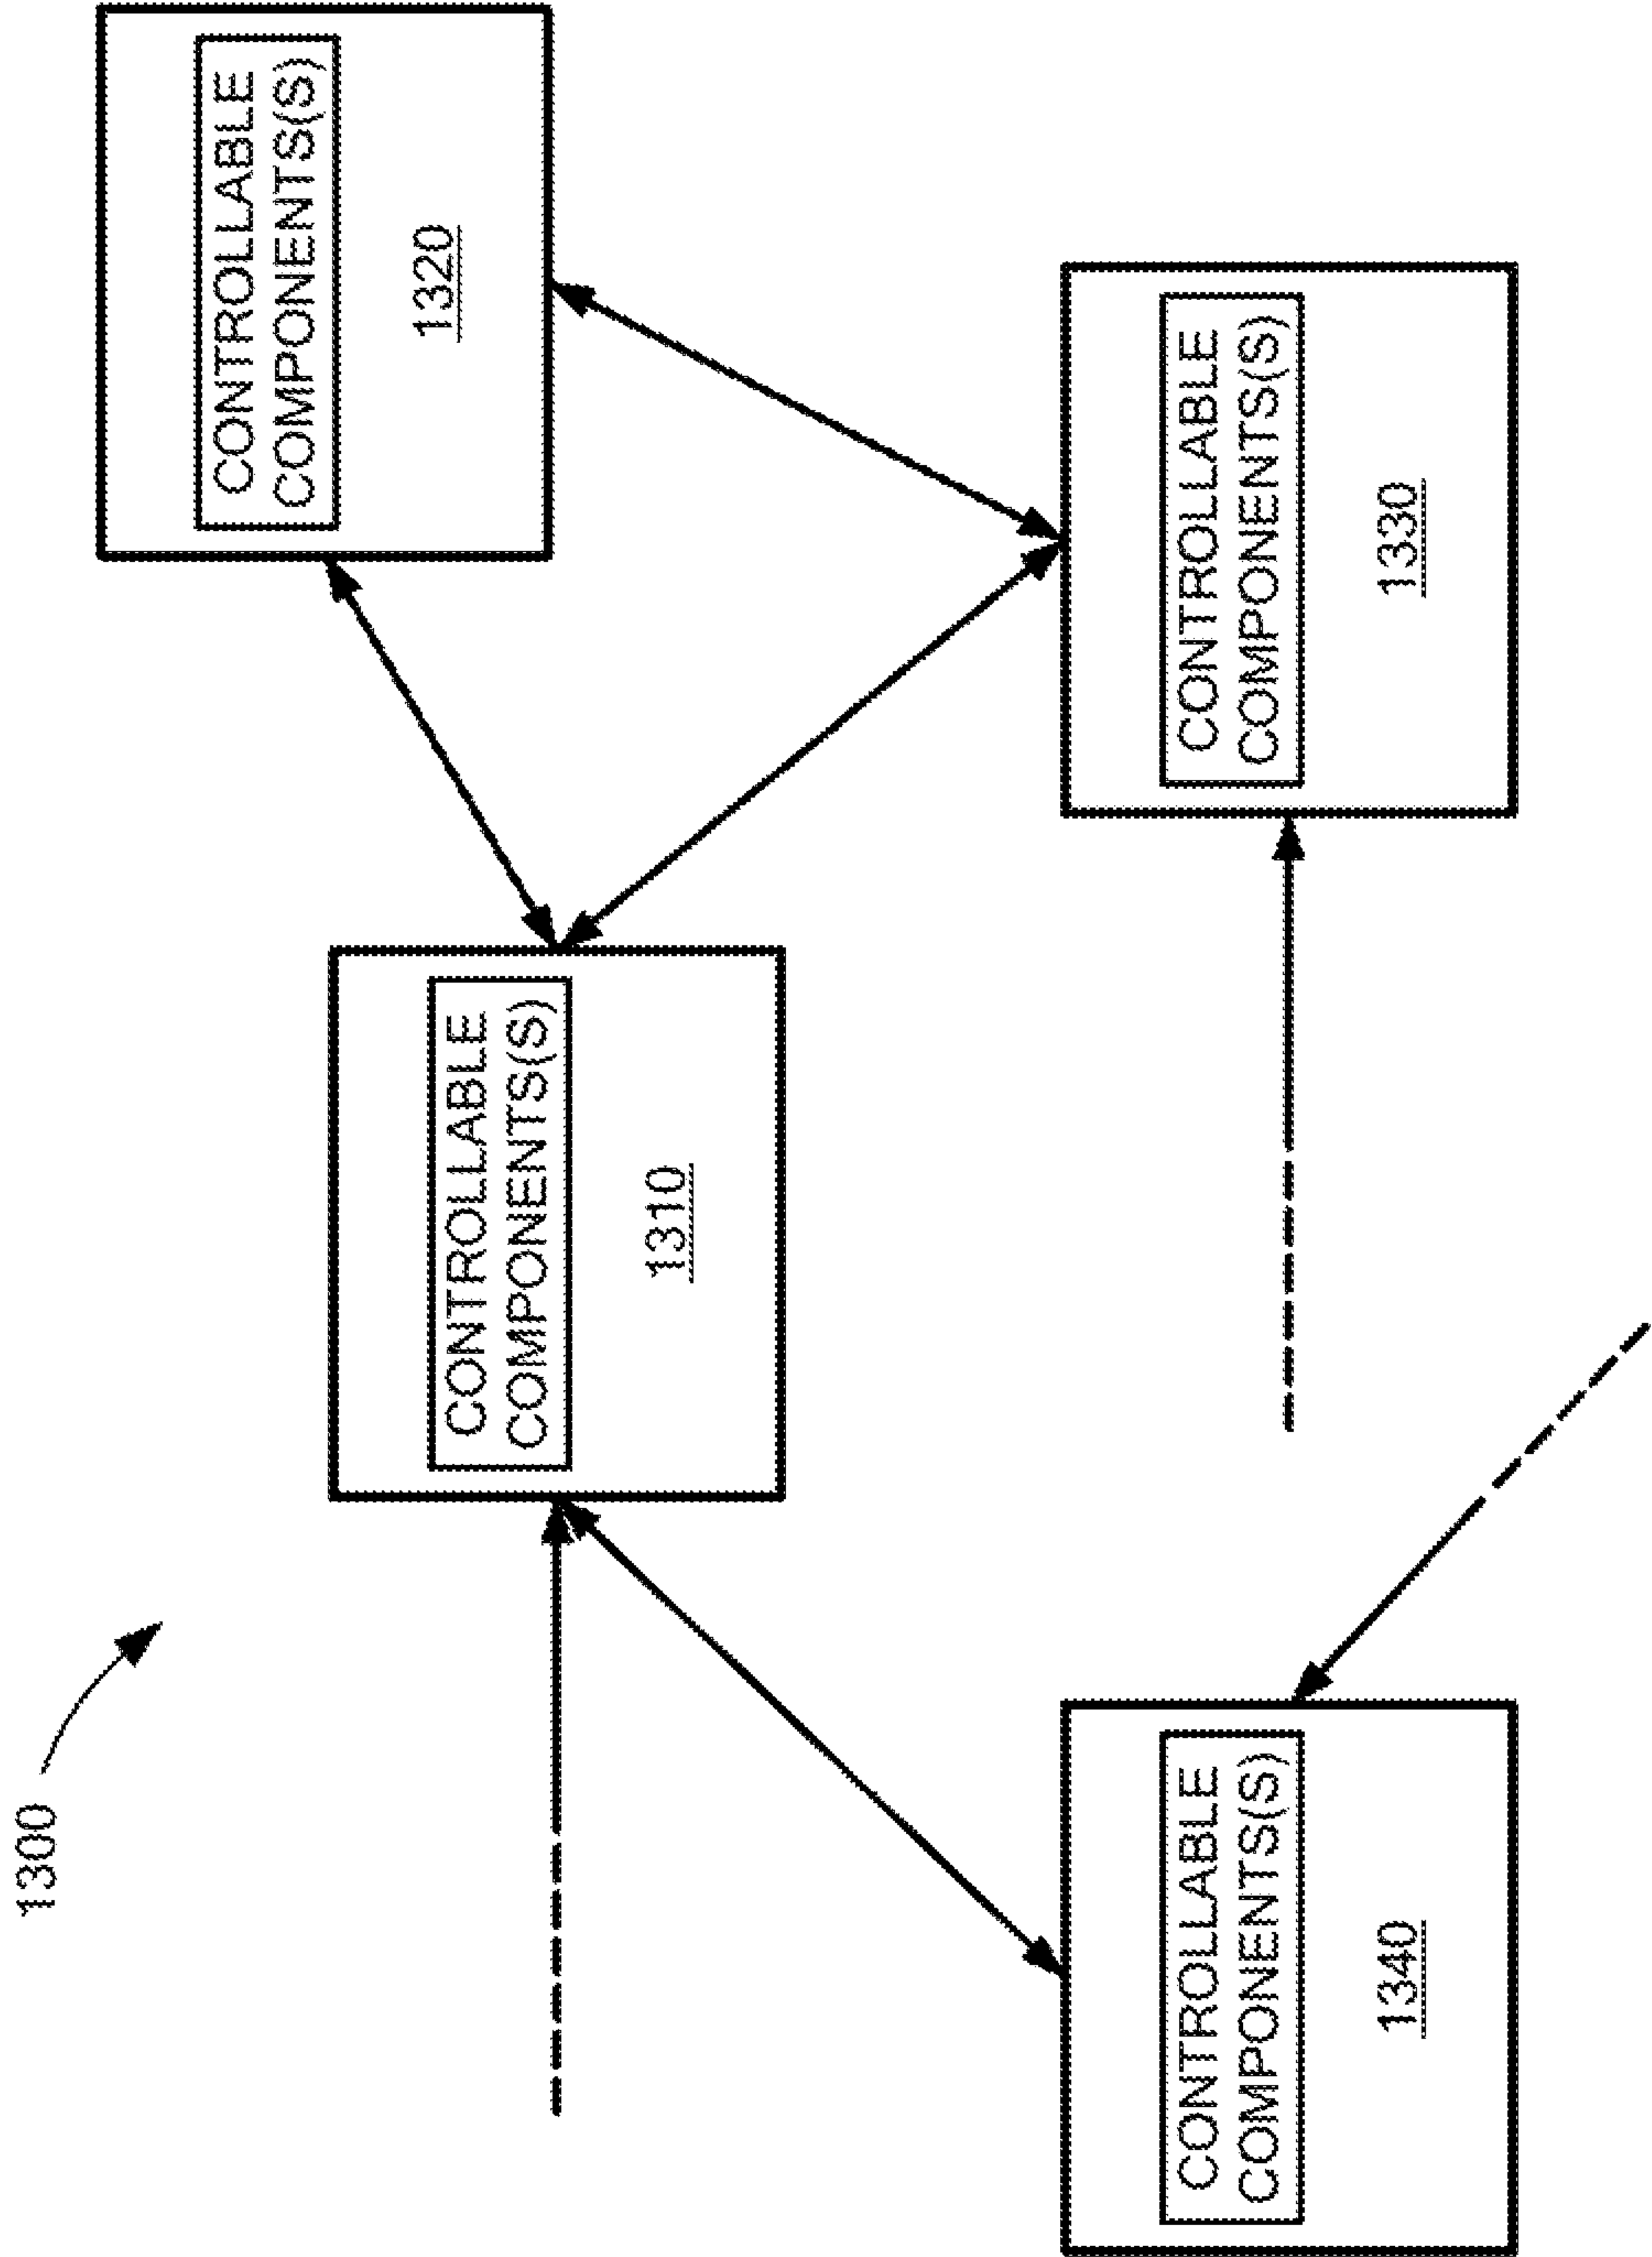 1300
CONTROLLABLE
COMPONENTS(S)
1320
CONTROLLABLE
COMPONENTS(S)
1310
CONTROLLABLE
COMPONENTS(S)
1340
CONTROLLABLE
COMPONENTS(S)
1330